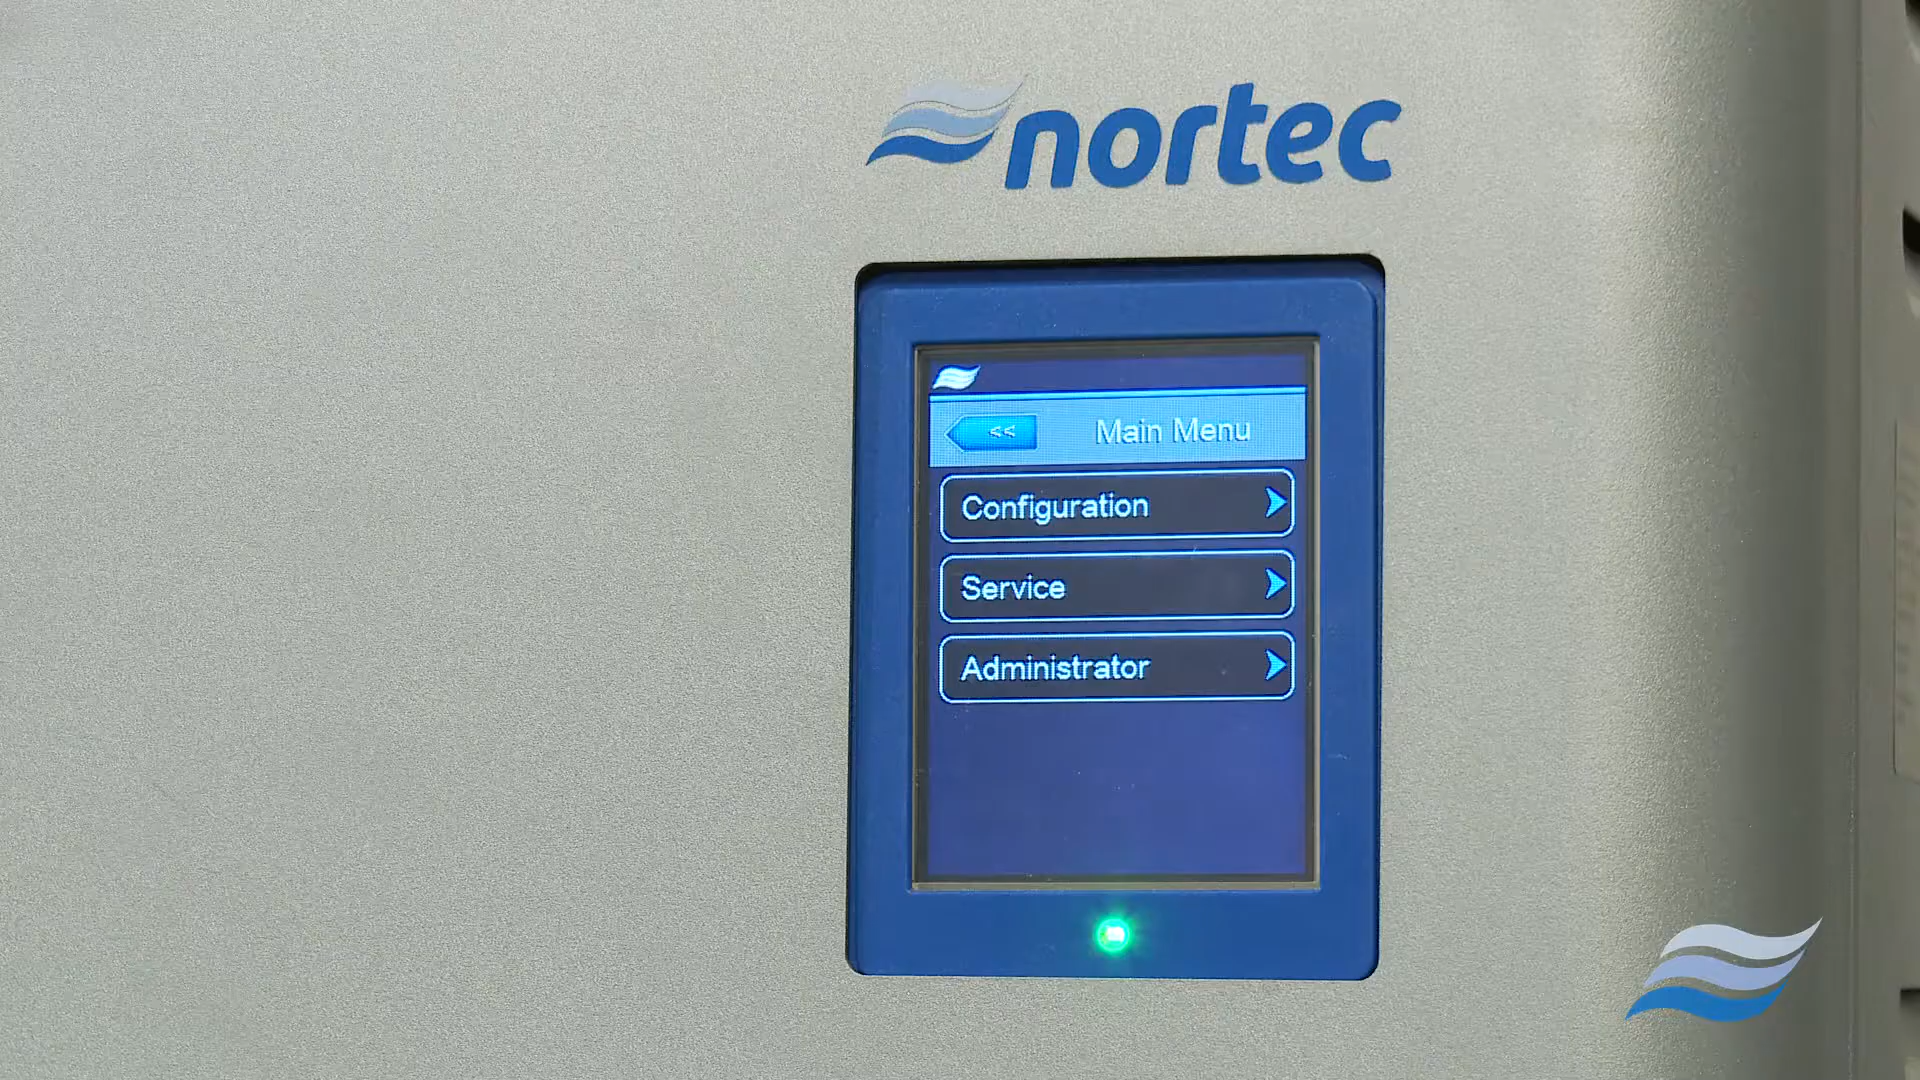 nortec
<< Main Menu
Configuration
Service
Administrator